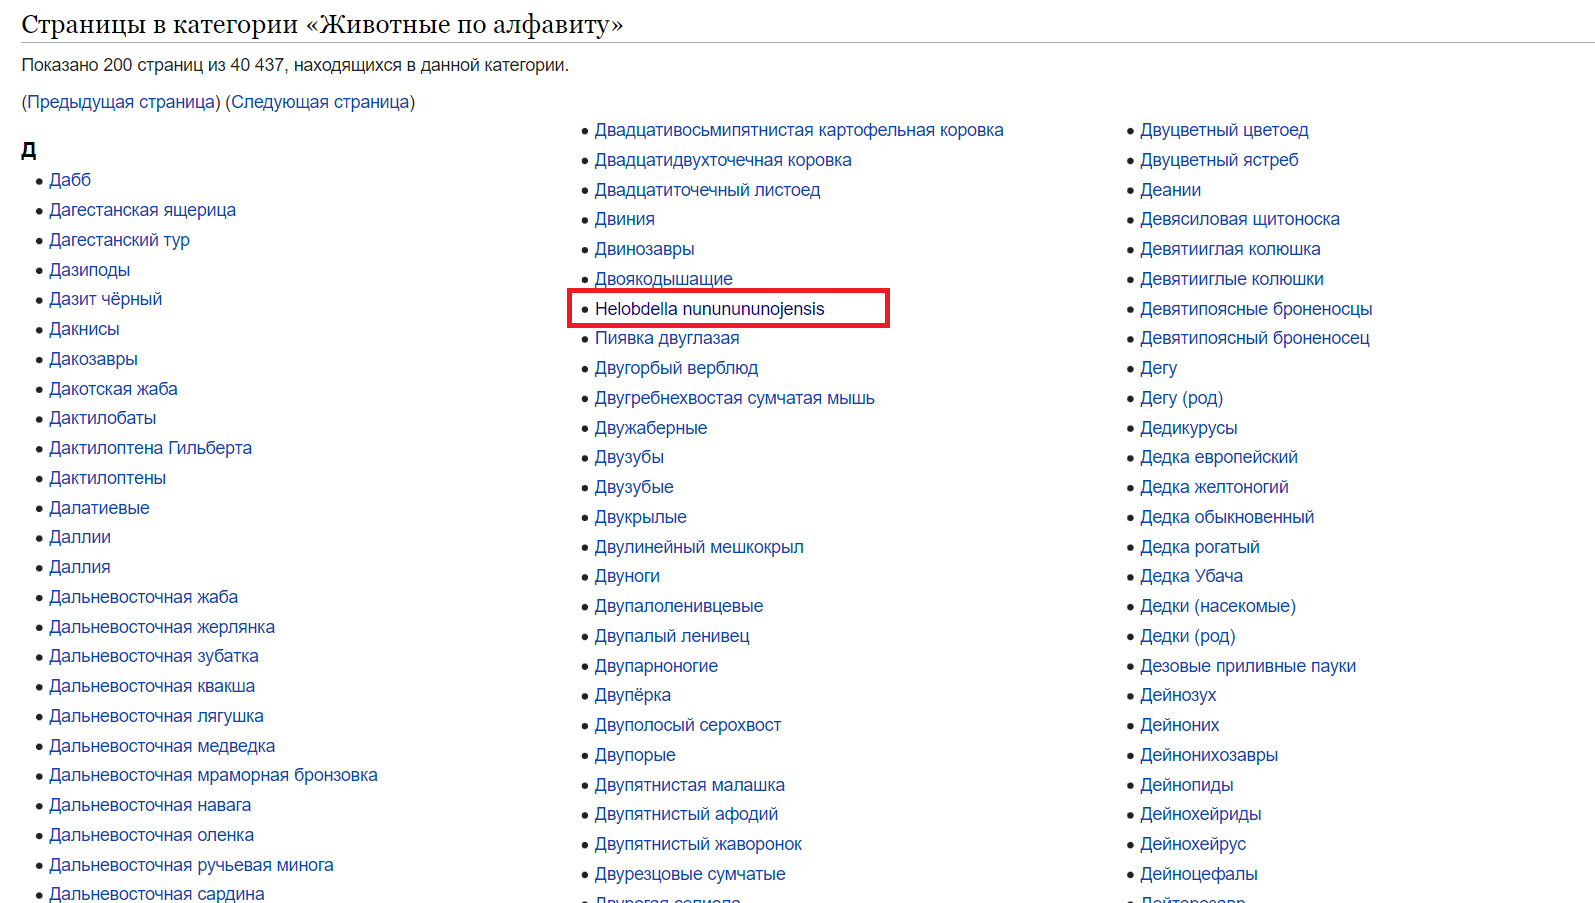 Страницы в категории «Животные по алфавиту»
Показано 200 страниц из 40 437, находящихся в данной категории.
(Предыдущая страница) (Следующая страница)
Д
Дабб
Дагестанская ящерица
Дагестанский тур
Дазиподы
Дазит чёрный
Дакнисы
Дакозавры
Дакотская жаба
Дактилобаты
Дактилоптена Гильберта
Дактилоптены
Далатиевые
Даллии
Даллия
Дальневосточная жаба
Дальневосточная жерлянка
Дальневосточная зубатка
Дальневосточная квакша
Дальневосточная лягушка
Дальневосточная медведка
Дальневосточная мраморная бронзовка
Дальневосточная навага
Дальневосточная оленка
Дальневосточная ручьевая минога
Дальневосточная сардина
Двадцативосьмипятнистая картофельная коровка
Двадцатидвухточечная коровка
Двадцатиточечный листоед
Двиния
Двинозавры
Двоякодышащие
Helobdella nunununujensis
Пиявка двуглазая
Двугорбый верблюд
Двугребнехвостая сумчатая мышь
Двужаберные
Двузубы
Двузубые
Двукрылые
Двулинейный мешкокрыл
Двуноги
Двупалоленивцевые
Двупалый ленивец
Двупарноногие
Двупёрка
Двуполосый серохвост
Двупорые
Двупятнистая малашка
Двупятнистый афодий
Двупятнистый жаворонок
Двурезцовые сумчатые
Двуцветный цветоед
Двуцветный ястреб
Деании
Девясиловая щитоноска
Девятииглая колюшка
Девятииглые колюшки
Девятипоясные броненосцы
Девятипоясный броненосец
Дегу
Дегу (род)
Дедикурусы
Дедка европейский
Дедка желтоногий
Дедка обыкновенный
Дедка рогатый
Дедка Убача
Дедки (насекомые)
Дедки (род)
Дезовые приливные пауки
Дейнозух
Дейноних
Дейнонихозавры
Дейнопиды
Дейнохейриды
Дейнохейрус
Дейноцефалы